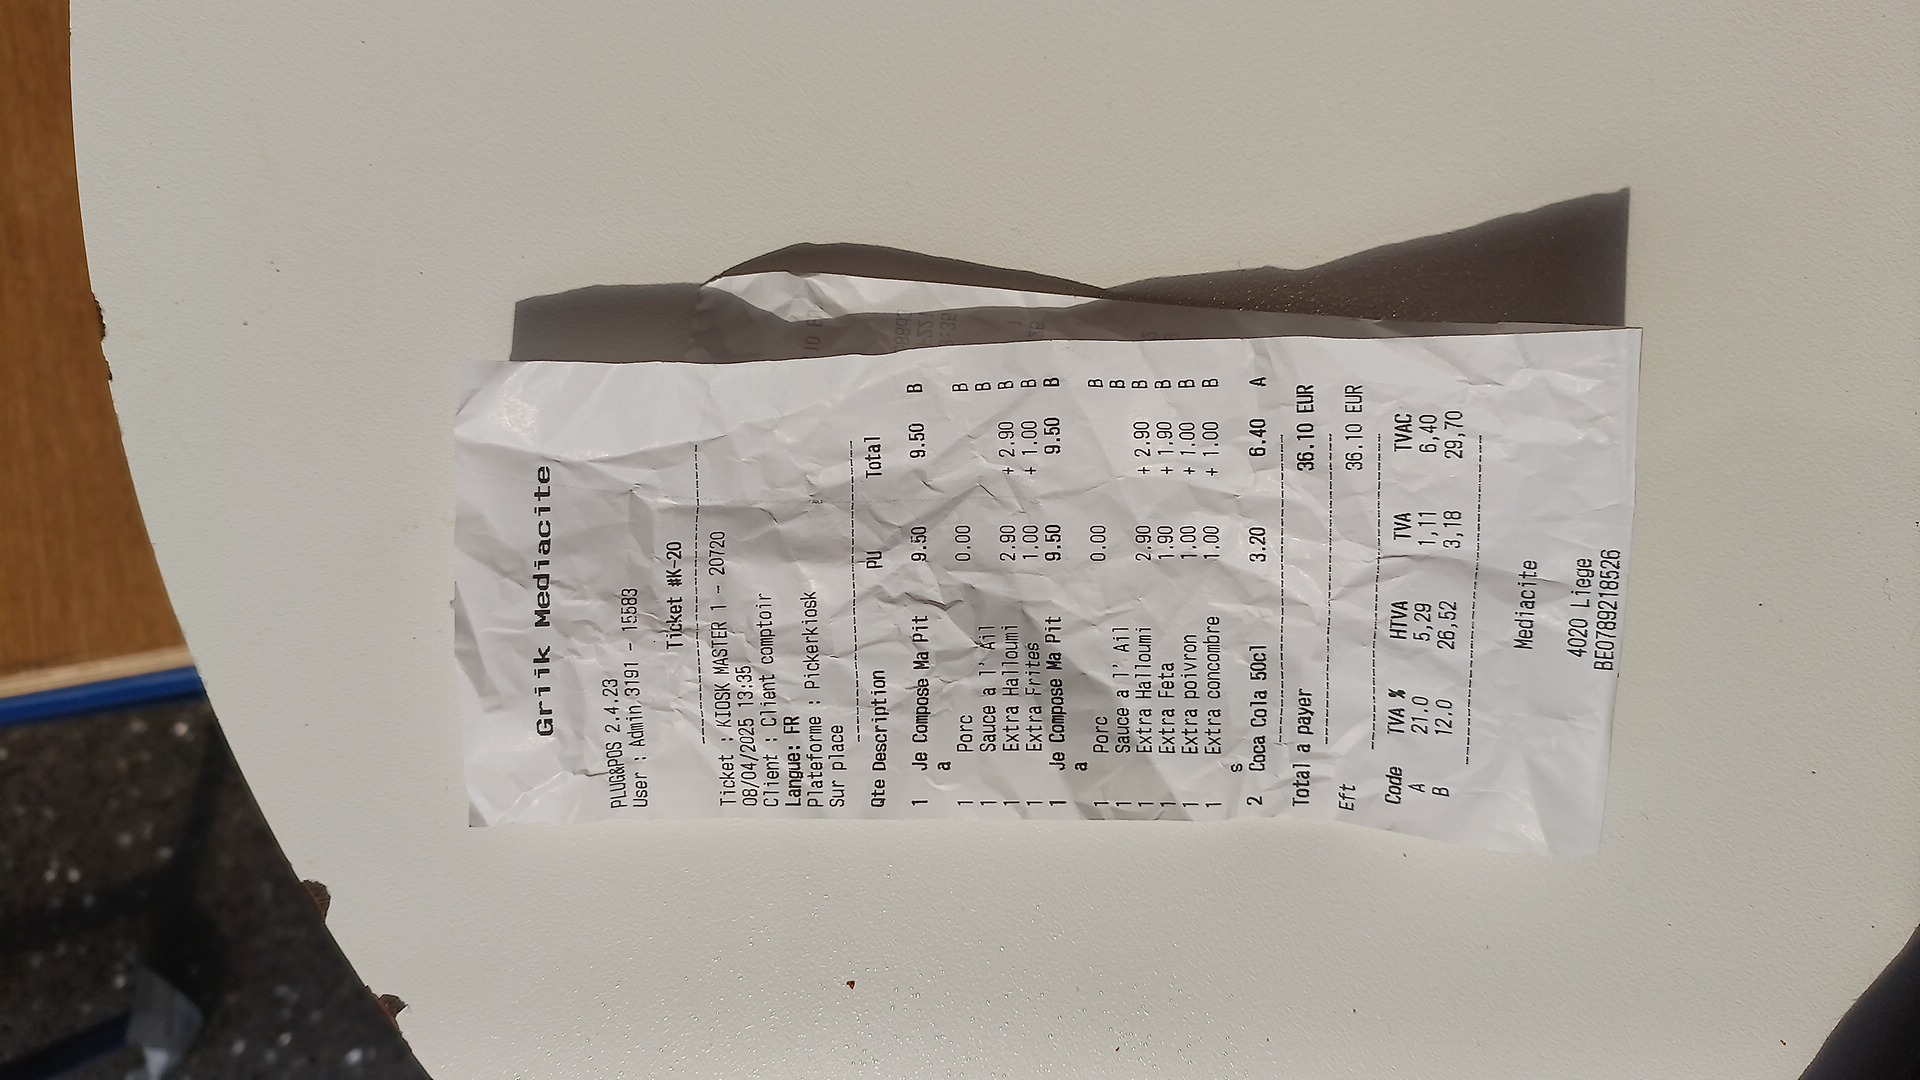 Griik Mediacite
PLUG&POS 2.4.23
User : Admin 3191 - 15583
Ticket #K-20
Ticket : KIOSK MASTER 1 - 20720
08/04/2025 13:35
Client : Client comptoir
Langue: FR
Plateforme : Pickerkiosk
Sur place
Qte Description PU Total
1 Je Compose Ma Pit 9.50 9.50 B
a
1 Porc 0.00 B
1 Sauce a l' Ail B
1 Extra Halloumi 2.90 + 2.90 B
1 Extra Frites 1.00 + 1.00 B
1 Je Compose Ma Pit 9.50 9.50 B
a
1 Porc 0.00 B
1 Sauce a l' Ail B
1 Extra Halloumi 2.90 + 2.90 B
1 Extra Feta 1.90 + 1.90 B
1 Extra poivron 1.00 + 1.00 B
1 Extra concombre 1.00 + 1.00 B
s
2 Coca Cola 50cl 3.20 6.40 A
Total a payer 36.10 EUR
Eft 36.10 EUR
Code TVA % HTVA TVA TVAC
A 21.0 5,29 1,11 6,40
B 12.0 26,52 3,18 29,70
Mediacite
4020 Liege
BE0789218526